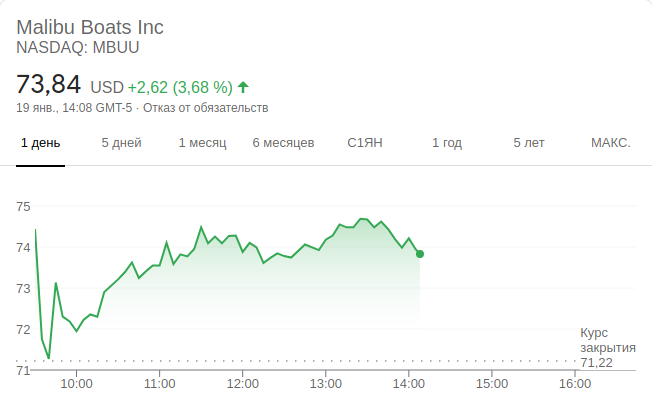 Malibu Boats Inc
NASDAQ: MBUU
73,84 USD +2,62 (3,68 %)
19 янв., 14:08 GMT-5 · Отказ от обязательств
1 день 5 дней 1 месяц 6 месяцев С1ЯН 1 год 5 лет МАКС.
75
74
73
72
71
Курс
закрытия
71,22
10:00 11:00 12:00 13:00 14:00 15:00 16:00